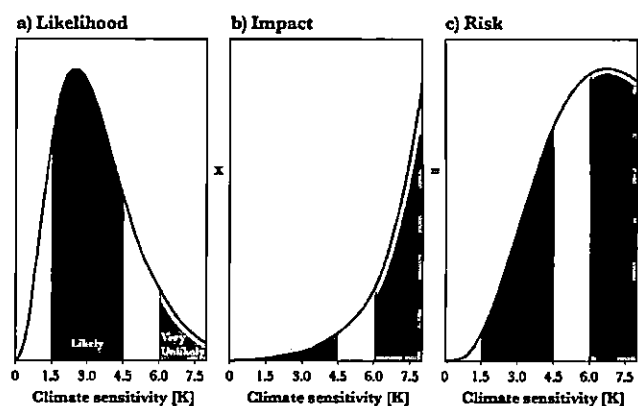 a) Likelihood
b) Impact
c) Risk
x
=
Likely
Very
Unlikely
0 1.5 3.0 4.5 6.0 7.5
0 1.5 3.0 4.5 6.0 7.5
0 1.5 3.0 4.5 6.0 7.5
Climate sensitivity [K]
Climate sensitivity [K]
Climate sensitivity [K]